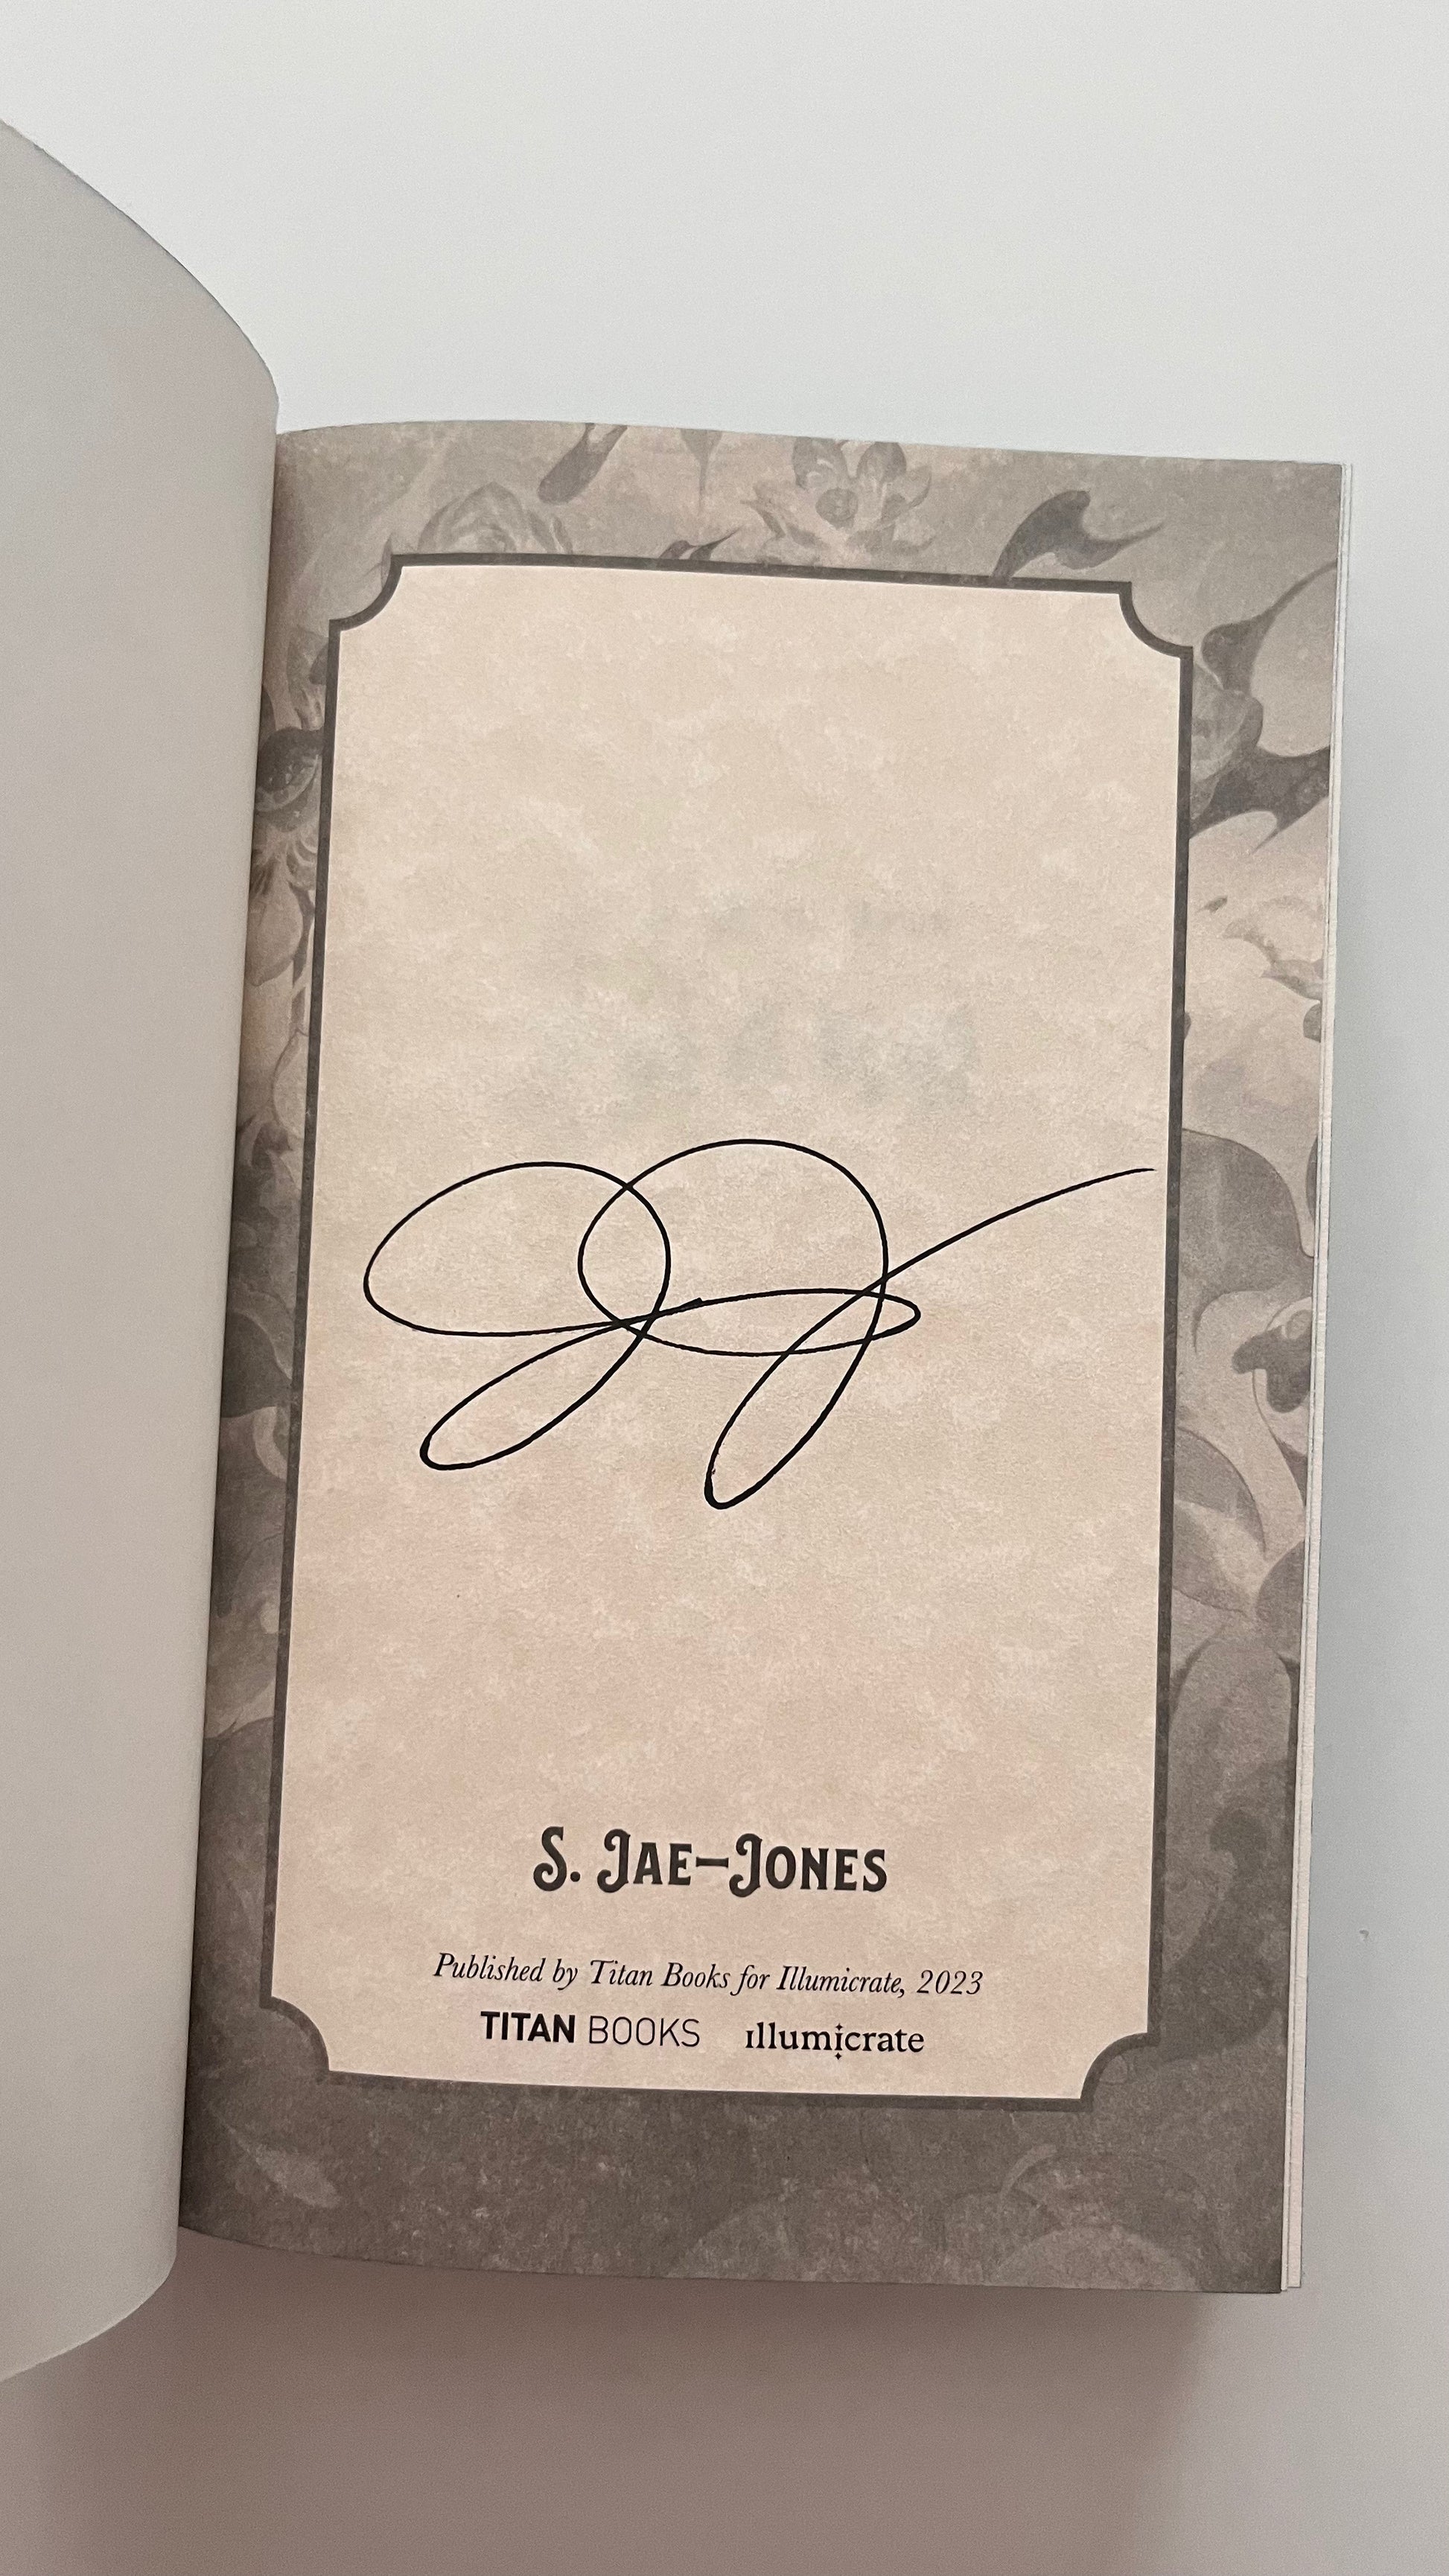 S. Jae–Jones
Published by Titan Books for Illumicrate, 2023
TITAN BOOKS illumicrate